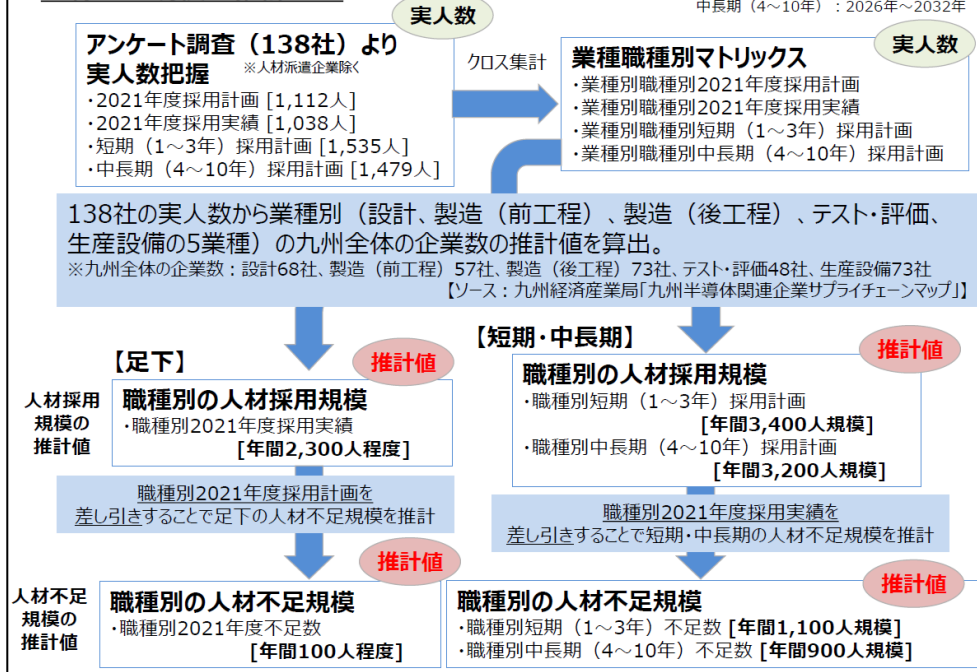 中長期（4～10年）：2026年～2032年
実人数
アンケート調査（138社）より
実人数把握 ※人材派遣企業除く
・2021年度採用計画 [1,112人]
・2021年度採用実績 [1,038人]
・短期（1～3年）採用計画 [1,535人]
・中長期（4～10年）採用計画 [1,479人]
クロス集計
実人数
業種職種別マトリックス
・業種別職種別2021年度採用計画
・業種別職種別2021年度採用実績
・業種別職種別短期（1～3年）採用計画
・業種別職種別中長期（4～10年）採用計画
138社の実人数から業種別（設計、製造（前工程）、製造（後工程）、テスト・評価、
生産設備の5業種）の九州全体の企業数の推計値を算出。
※九州全体の企業数：設計68社、製造（前工程）57社、製造（後工程）73社、テスト・評価48社、生産設備73社
【ソース：九州経済産業局「九州半導体関連企業サプライチェーンマップ」】
【足下】
推計値
人材採用
規模の
推計値
職種別の人材採用規模
・職種別2021年度採用実績
[年間2,300人程度]
【短期・中長期】
推計値
職種別の人材採用規模
・職種別短期（1～3年）採用計画
[年間3,400人規模]
・職種別中長期（4～10年）採用計画
[年間3,200人規模]
職種別2021年度採用計画を
差し引きすることで足下の人材不足規模を推計
職種別2021年度採用実績を
差し引きすることで短期・中長期の人材不足規模を推計
人材不足
規模の
推計値
推計値
職種別の人材不足規模
・職種別2021年度不足数
[年間100人程度]
推計値
職種別の人材不足規模
・職種別短期（1～3年）不足数 [年間1,100人規模]
・職種別中長期（4～10年）不足数 [年間900人規模]